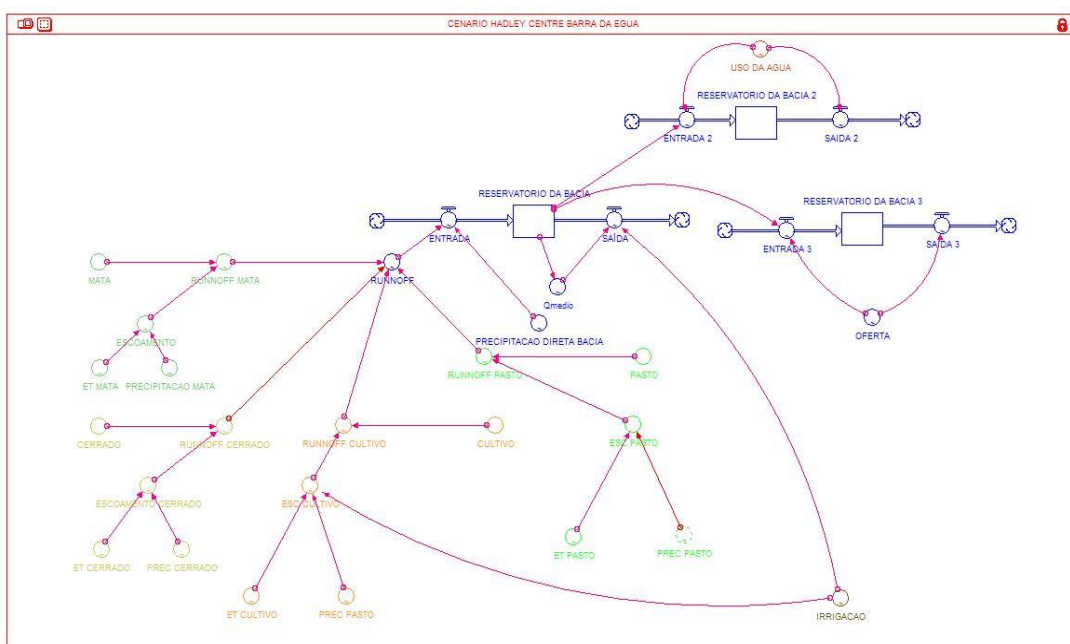 CENARIO HADLEY CENTRE BARRA DA EGUA
USO DA AGUA
RESERVATORIO DA BACIA 2
ENTRADA 2
SAIDA 2
RESERVATORIO DA BACIA
RESERVATORIO DA BACIA 3
ENTRADA
SAÍDA
ENTRADA 3
SAIDA 3
MATA
RUNNOFF MATA
RUNNOFF
Qmedio
PRECIPITACAO DIRETA BACIA
OFERTA
ESCOAMENTO
ET MATA
PRECIPITACAO MATA
RUNNOFF PASTO
PASTO
CERRADO
RUNNOFF CERRADO
RUNNOFF CULTIVO
CULTIVO
ESC PASTO
ESCOAMENTO CERRADO
ESC CULTIVO
ET CERRADO
PREC CERRADO
ET PASTO
PREC PASTO
ET CULTIVO
PREC PASTO
IRRIGACAO